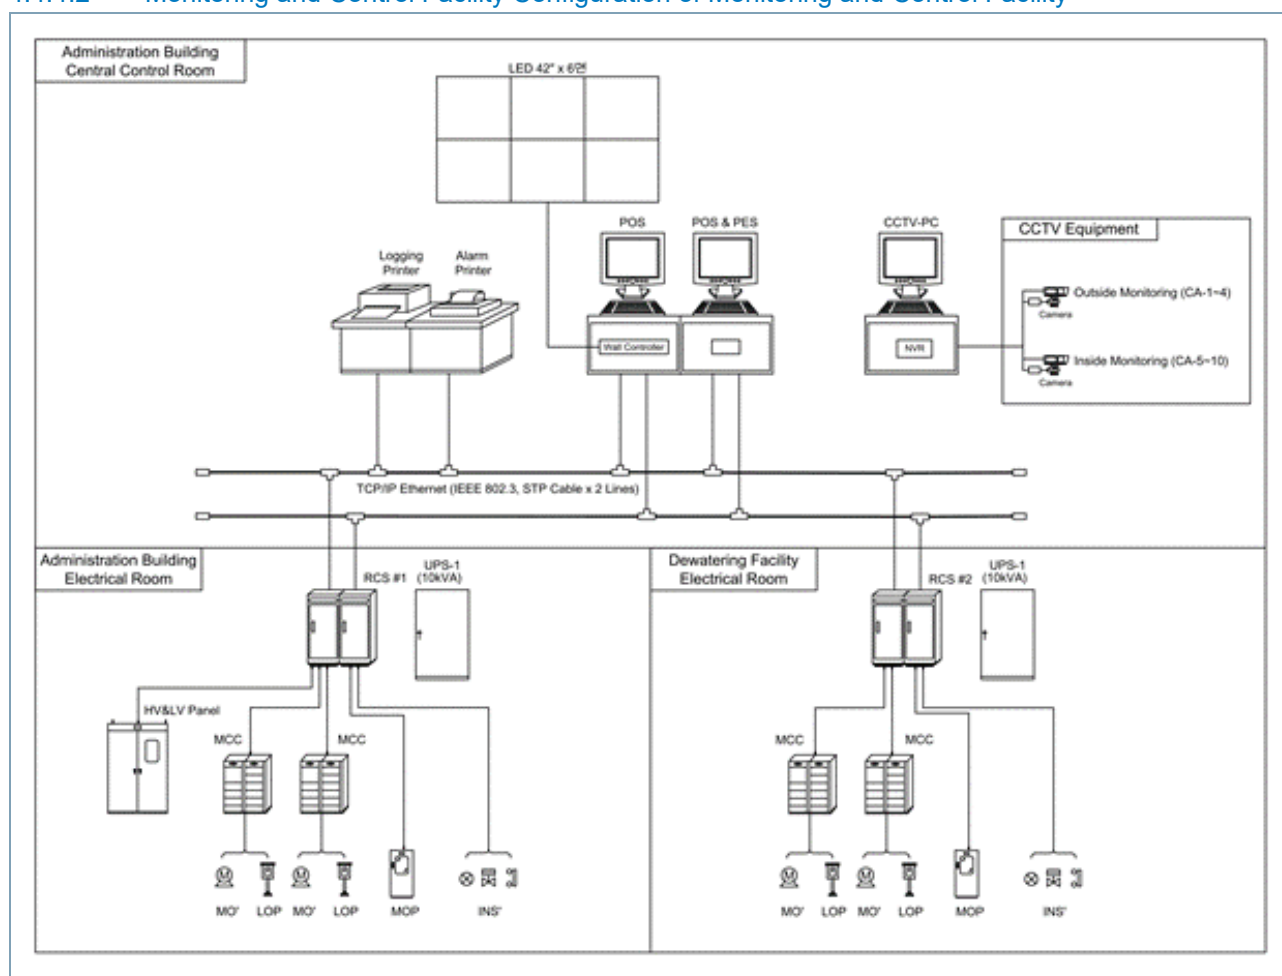 Monitoring and Control Facility Configuration of Monitoring and Control Facility
Administration Building
Central Control Room
LED 42" x 6면
POS
POS & PES
CCTV-PC
CCTV Equipment
Logging
Printer
Alarm
Printer
Outside Monitoring (CA-1~4)
Camera
Wall Controller
NVR
Inside Monitoring (CA-5~10)
Camera
TCP/IP Ethernet (IEEE 802.3, STP Cable x 2 Lines)
Administration Building
Electrical Room
RCS #1
UPS-1
(10kVA)
HV&LV Panel
MCC
MCC
MO'
LOP
MO'
LOP
MOP
INS'
Dewatering Facility
Electrical Room
RCS #2
UPS-1
(10kVA)
MCC
MCC
MO'
LOP
MO'
LOP
MOP
INS'